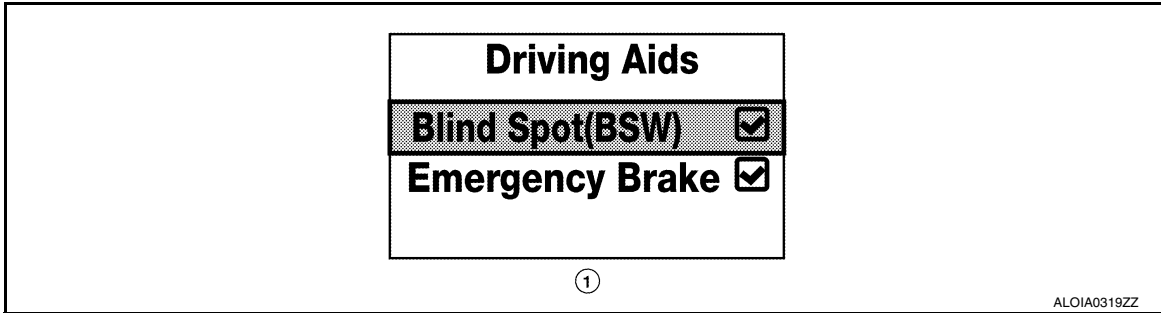 Driving Aids
Blind Spot(BSW)
Emergency Brake
1
ALOIA0319ZZ